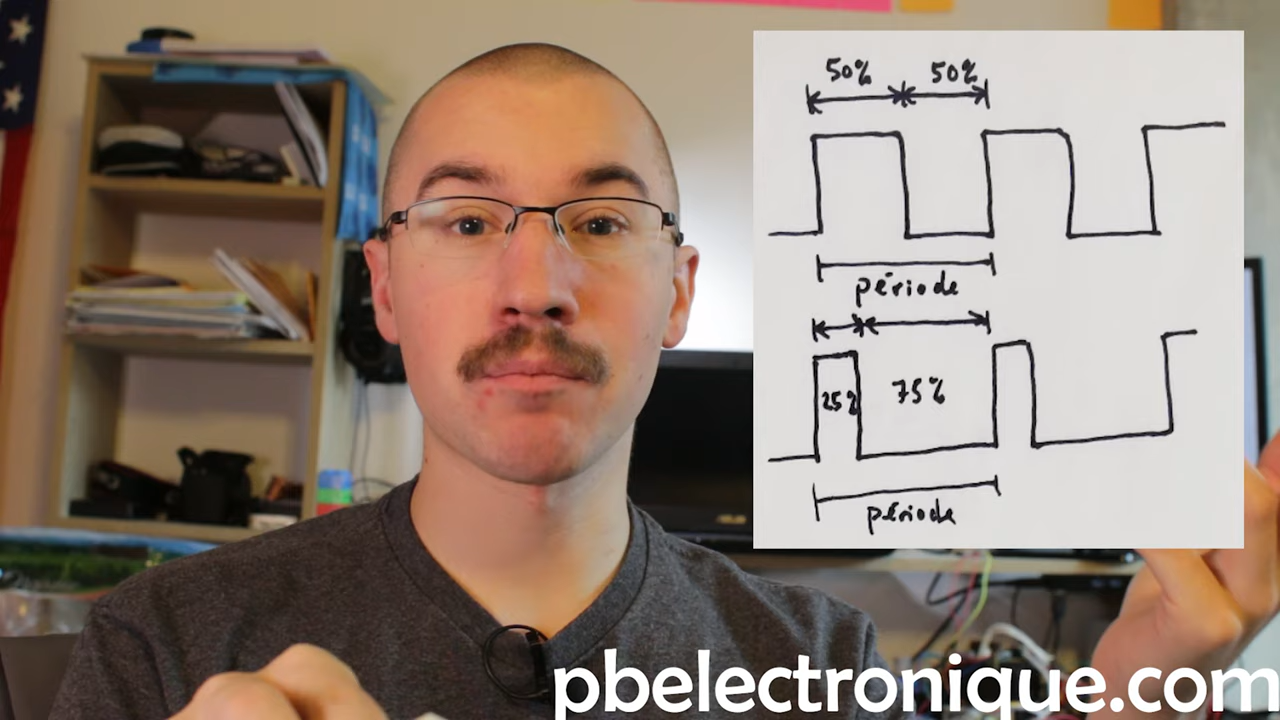 50% 50%
période
25% 75%
période
pbelectronique.com